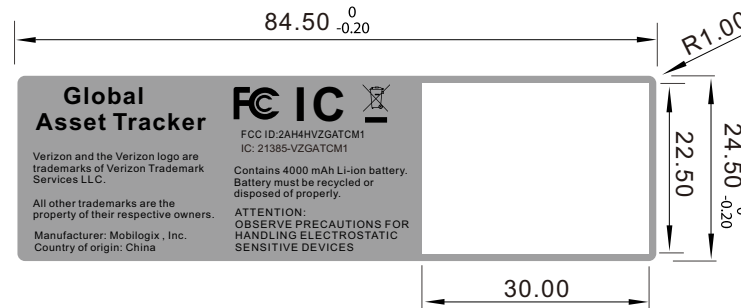 84.50 0
-0.20
R1.00
Global
Asset Tracker
FC IC
FCC ID:2AH4HVZGATCM1
IC: 21385-VZGATCM1
Verizon and the Verizon logo are
trademarks of Verizon Trademark
Services LLC.
All other trademarks are the
property of their respective owners.
Manufacturer: Mobilogix , Inc.
Country of origin: China
Contains 4000 mAh Li-ion battery.
Battery must be recycled or
disposed of properly.
ATTENTION:
OBSERVE PRECAUTIONS FOR
HANDLING ELECTROSTATIC
SENSITIVE DEVICES
22.50
24.50
-0.20
30.00